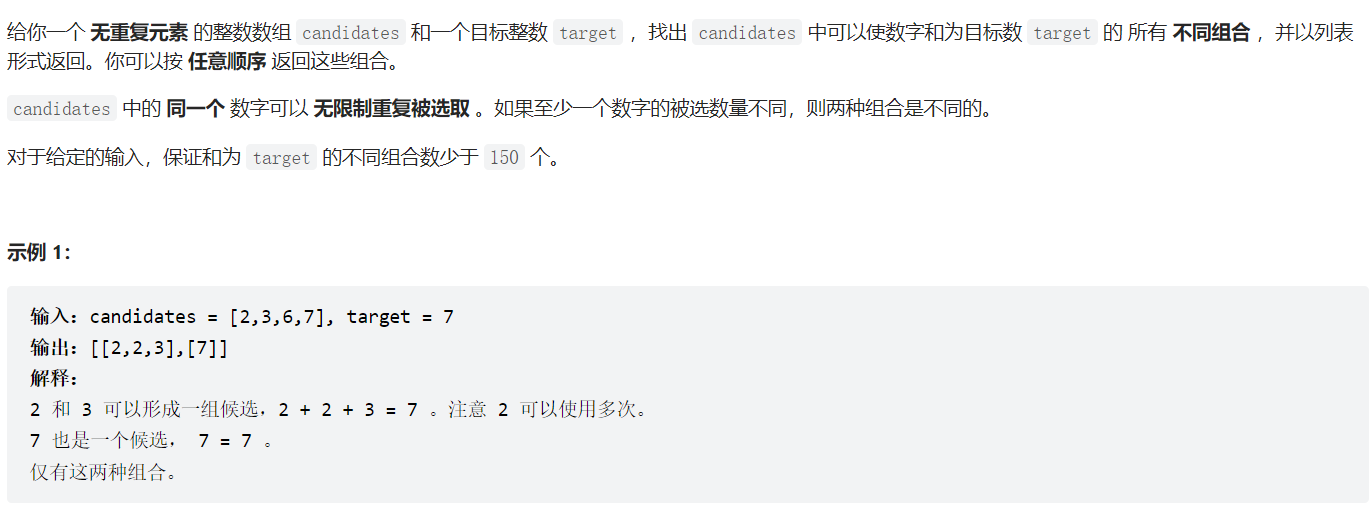 给你一个 无重复元素 的整数数组 candidates 和一个目标整数 target ，找出 candidates 中可以使数字和为目标数 target 的 所有 不同组合 ，并以列表
形式返回。你可以按 任意顺序 返回这些组合。
candidates 中的 同一个 数字可以 无限制重复被选取 。如果至少一个数字的被选数量不同，则两种组合是不同的。
对于给定的输入，保证和为 target 的不同组合数少于 150 个。
示例 1：
输入：candidates = [2,3,6,7], target = 7
输出：[[2,2,3],[7]]
解释：
2 和 3 可以形成一组候选，2 + 2 + 3 = 7 。注意 2 可以使用多次。
7 也是一个候选， 7 = 7 。
仅有这两种组合。